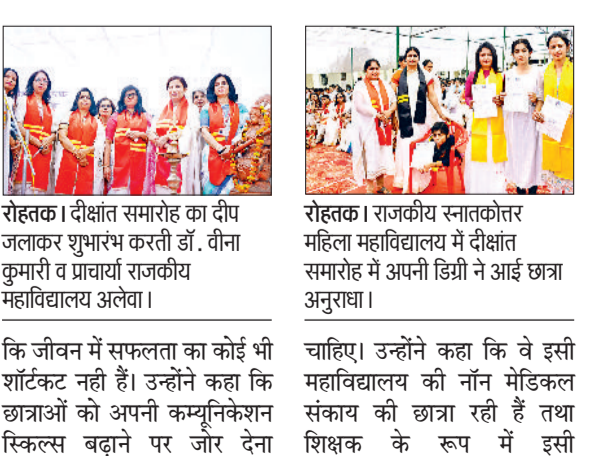 रोहतक। दीक्षांत समारोह का दीप
जलाकर शुभारंभ करती डॉ. वीना
कुमारी व प्राचार्या राजकीय
महाविद्यालय अलेवा।
कि जीवन में सफलता का कोई भी
शॉर्टकट नही हैं। उन्होंने कहा कि
छात्राओं को अपनी कम्यूनिकेशन
स्किल्स बढ़ाने पर जोर देना
रोहतक। राजकीय स्नातकोत्तर
महिला महाविद्यालय में दीक्षांत
समारोह में अपनी डिग्री ने आई छात्रा
अनुराधा।
चाहिए। उन्होंने कहा कि वे इसी
महाविद्यालय की नॉन मेडिकल
संकाय की छात्रा रही हैं तथा
शिक्षक के रूप में इसी